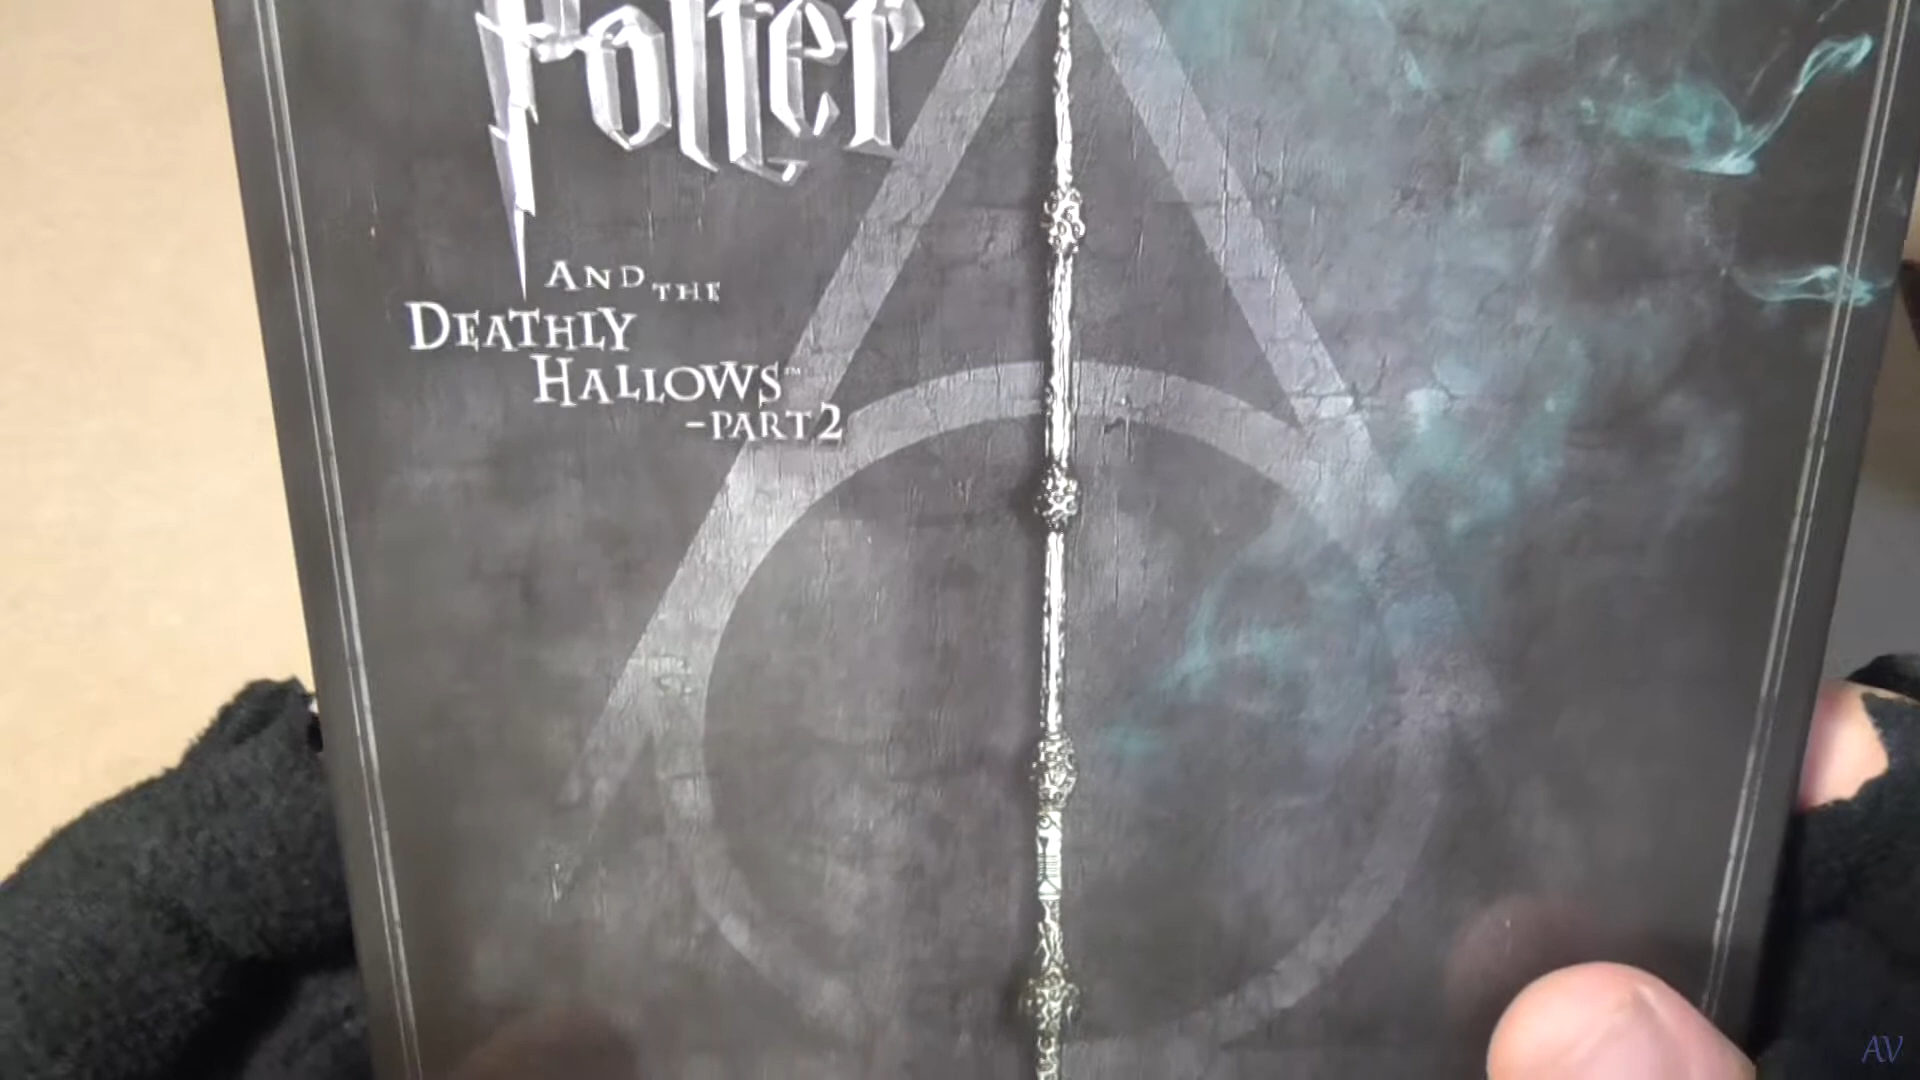 Potter
AND THE
DEATHLY
HALLOWS™
-PART 2
AV